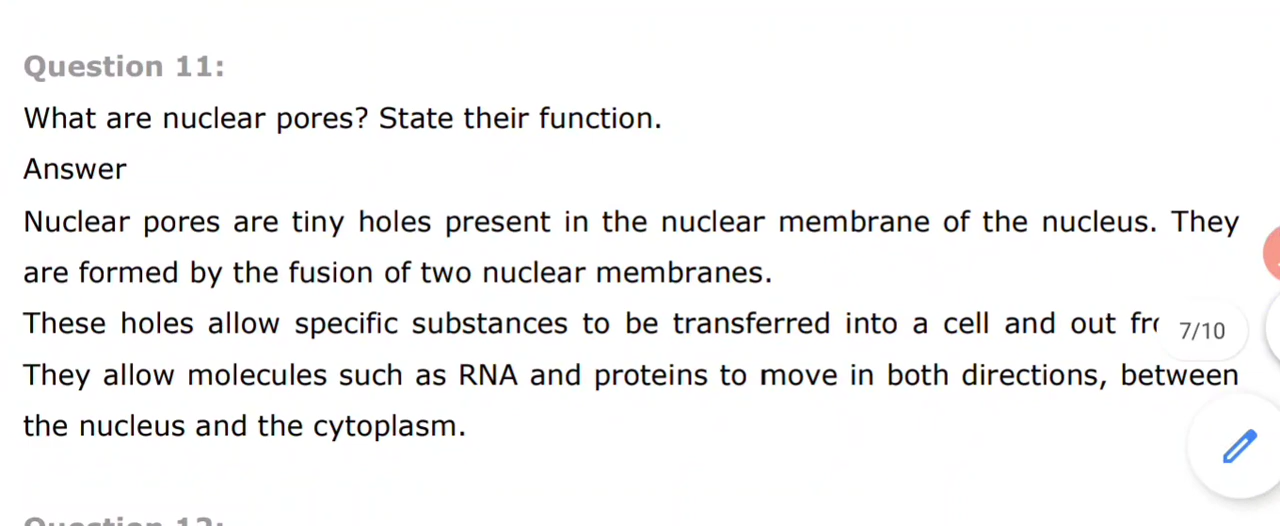 Question 11:
What are nuclear pores? State their function.
Answer
Nuclear pores are tiny holes present in the nuclear membrane of the nucleus. They
are formed by the fusion of two nuclear membranes.
These holes allow specific substances to be transferred into a cell and out
7/10
They allow molecules such as RNA and proteins to move in both directions, between
the nucleus and the cytoplasm.